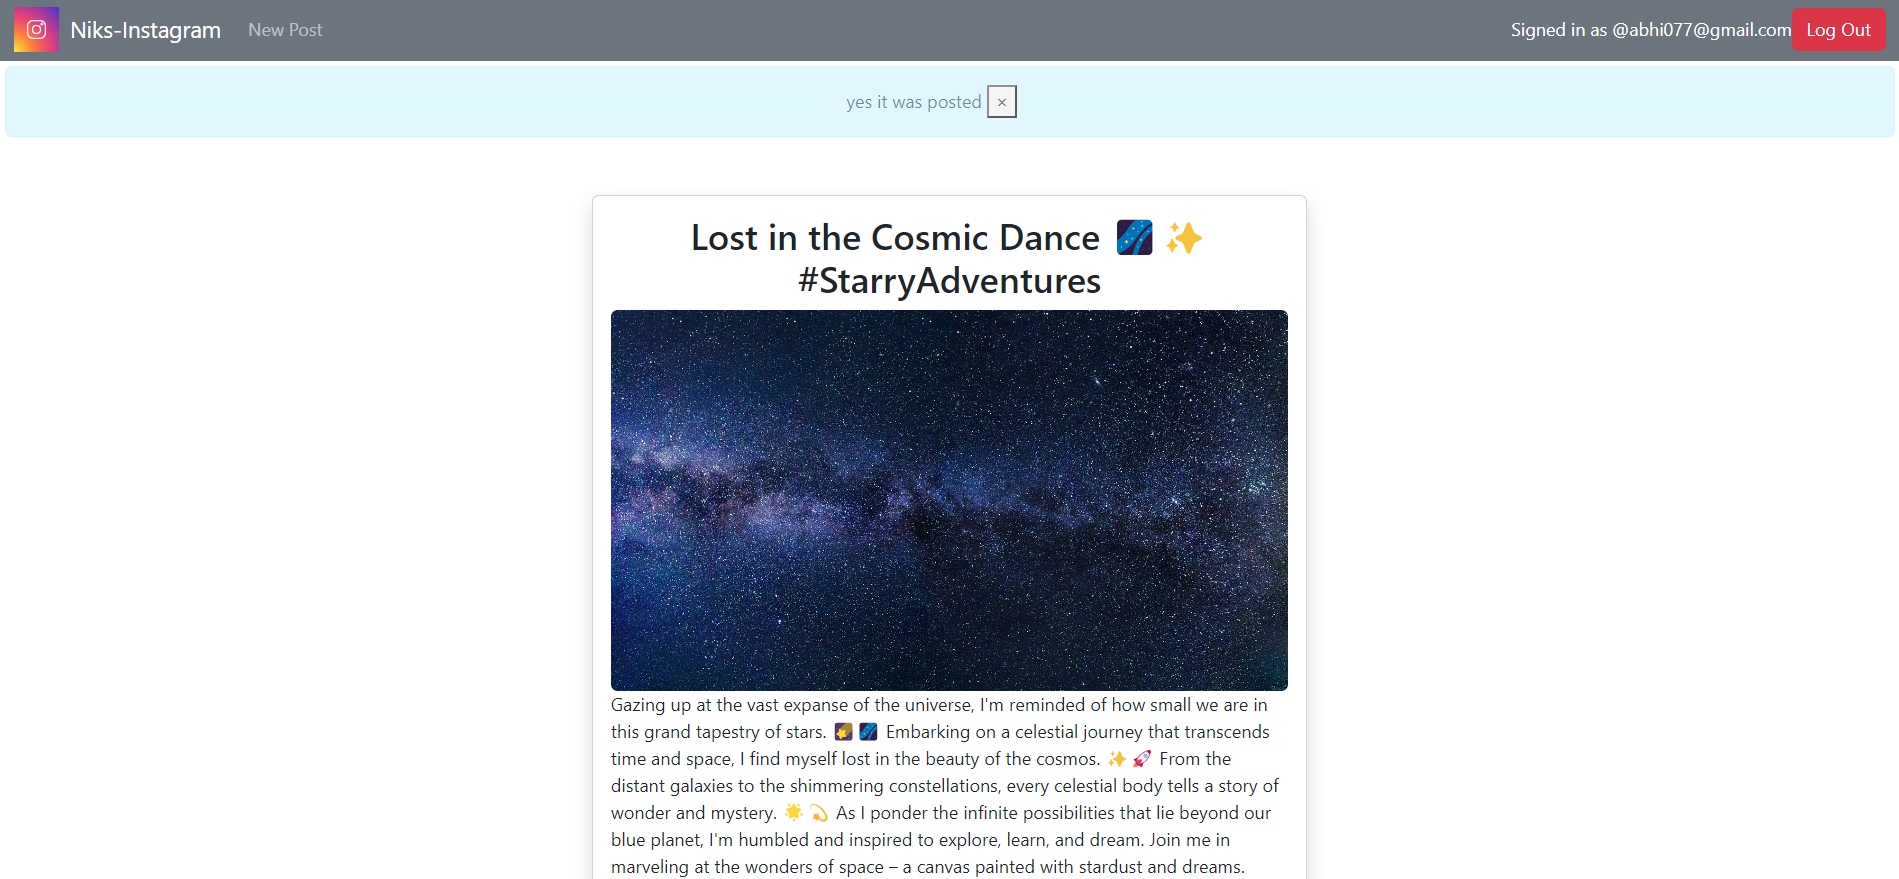 Niks-Instagram New Post Signed in as @abhi077@gmail.com Log Out
yes it was posted ×
Lost in the Cosmic Dance 🌌 ✨
#StarryAdventures
Gazing up at the vast expanse of the universe, I'm reminded of how small we are in
this grand tapestry of stars. 🌠 🌌 Embarking on a celestial journey that transcends
time and space, I find myself lost in the beauty of the cosmos. ✨ 🚀 From the
distant galaxies to the shimmering constellations, every celestial body tells a story of
wonder and mystery. 🌟 💫 As I ponder the infinite possibilities that lie beyond our
blue planet, I'm humbled and inspired to explore, learn, and dream. Join me in
marveling at the wonders of space – a canvas painted with stardust and dreams.